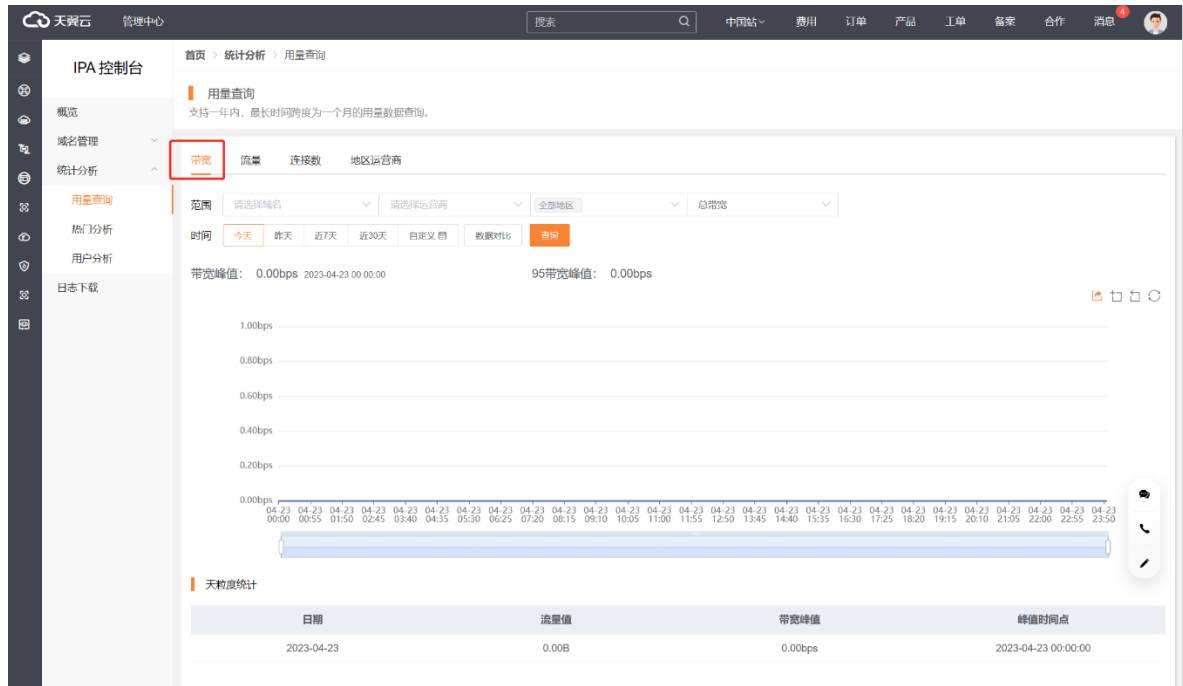 天翼云 管理中心 搜索 中国站 费用 订单 产品 工单 备案 合作 消息 4
IPA 控制台
概览
域名管理
统计分析
用量查询
热门分析
用户分析
日志下载
首页 > 统计分析 > 用量查询
用量查询
支持一年内，最长时间跨度为一个月的用量数据查询。
带宽 流量 连接数 地区运营商
范围 请选择域名 请选择运营商 全部地区 总带宽
时间 今天 昨天 近7天 近30天 自定义 数据对比 查询
带宽峰值： 0.00bps 2023-04-23 00:00:00 95带宽峰值： 0.00bps
1.00bps
0.80bps
0.60bps
0.40bps
0.20bps
0.00bps
04-23 04-23 04-23 04-23 04-23 04-23 04-23 04-23 04-23 04-23 04-23 04-23 04-23 04-23 04-23 04-23 04-23 04-23 04-23 04-23 04-23 04-23 04-23 04-23 04-23 04-23 04-23
00:00 00:55 01:50 02:45 03:40 04:35 05:30 06:25 07:20 08:15 09:10 10:05 11:00 11:55 12:50 13:45 14:40 15:35 16:30 17:25 18:20 19:15 20:10 21:05 22:00 22:55 23:50
天粒度统计
日期 流量值 带宽峰值 峰值时间点
2023-04-23 0.00B 0.00bps 2023-04-23 00:00:00